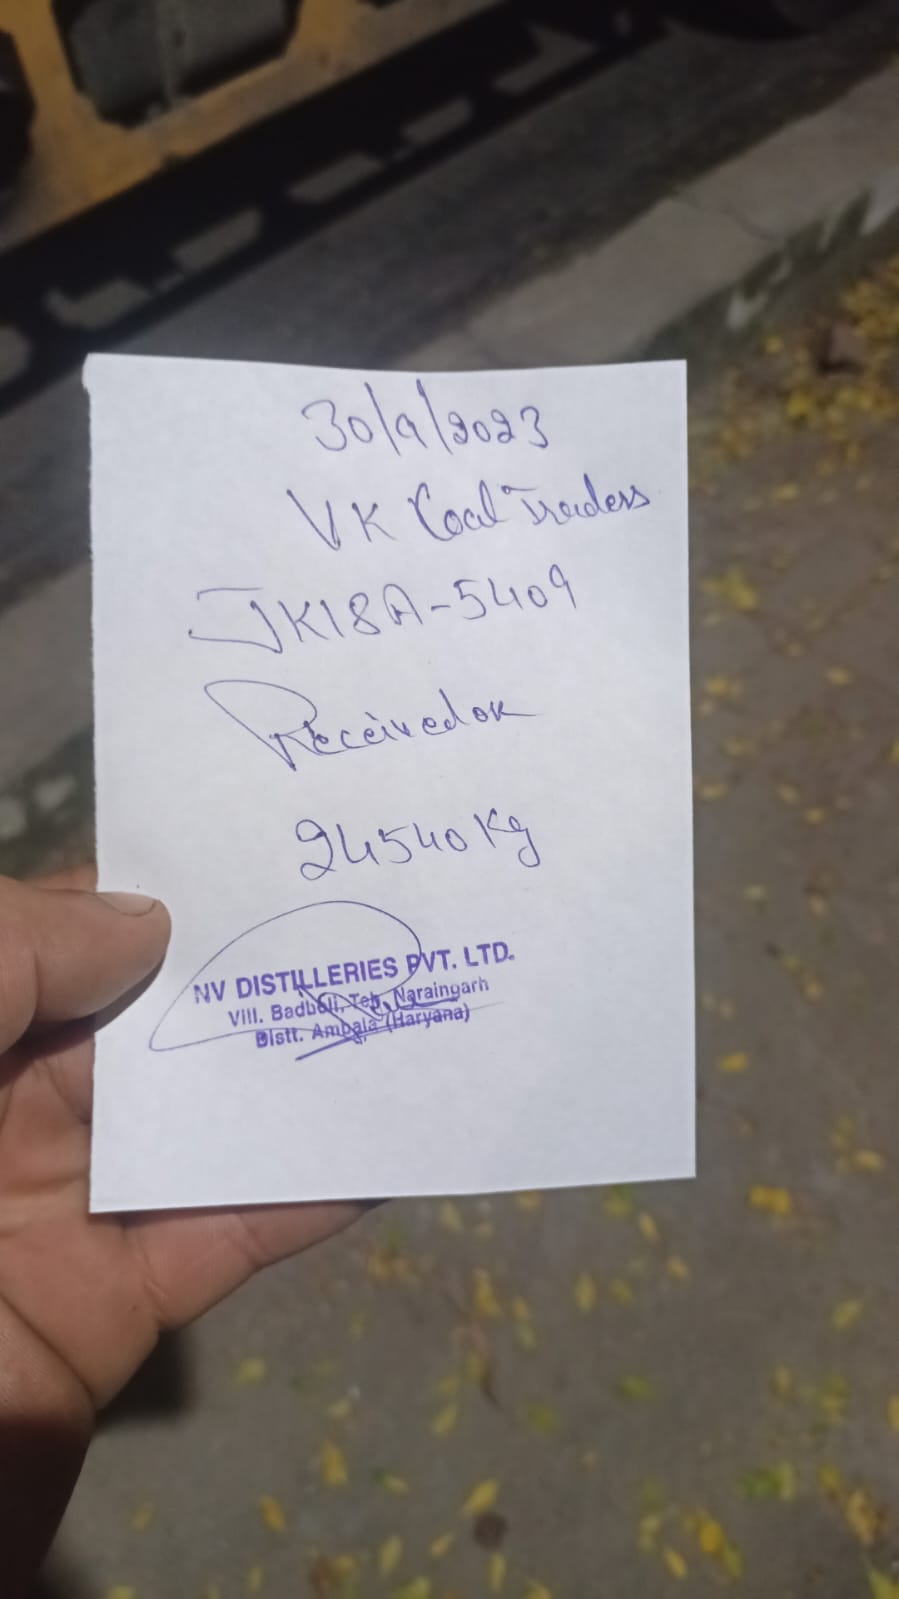 30/9/2023
VK Coal Traders
JK18A-5409
Received ok
24540 Kg
NV DISTILLERIES PVT. LTD.
Vill. Badholi, Teh. Naraingarh
Distt. Ambala (Haryana)